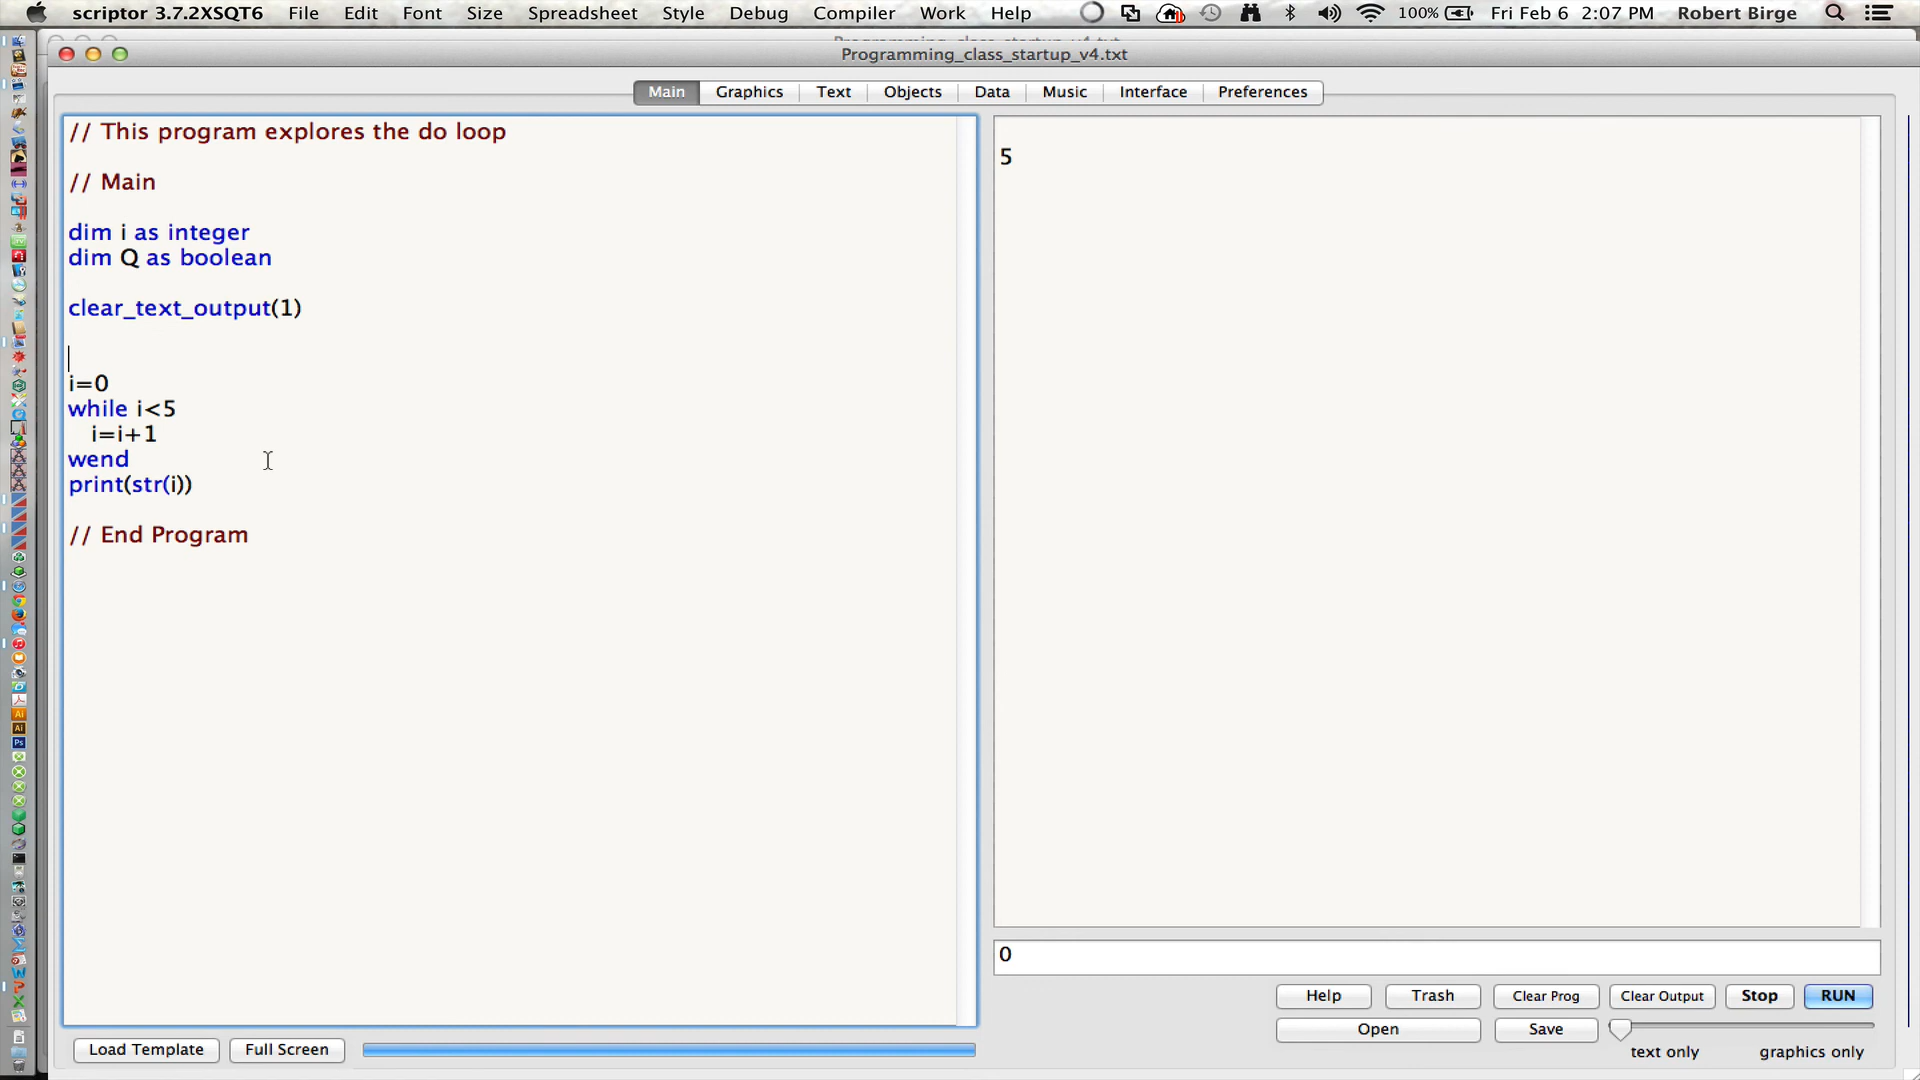 scriptor 3.7.2XSQT6 File Edit Font Size Spreadsheet Style Debug Compiler Work Help 100% Fri Feb 6 2:07 PM Robert Birge
Programming_class_startup_v4.txt
Main Graphics Text Objects Data Music Interface Preferences
// This program explores the do loop
// Main
dim i as integer
dim Q as boolean
clear_text_output(1)
i=0
while i<5
i=i+1
wend
print(str(i))
// End Program
5
0
Help Trash Clear Prog Clear Output Stop RUN
Open Save
text only graphics only
Load Template Full Screen